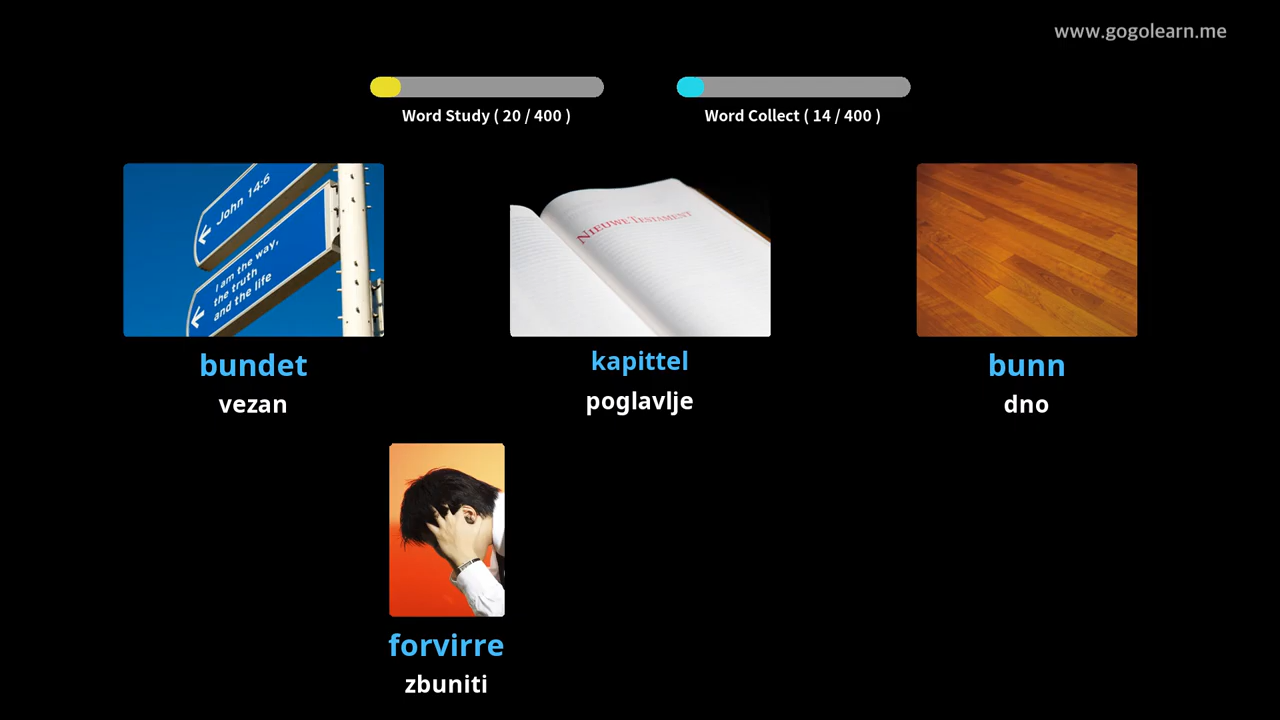 www.gogolearn.me
Word Study ( 20 / 400 )
Word Collect ( 14 / 400 )
John 14:6
I am the way,
the truth
and the life
NIEUWE TESTAMENT
bundet
vezan
kapittel
poglavlje
bunn
dno
forvirre
zbuniti